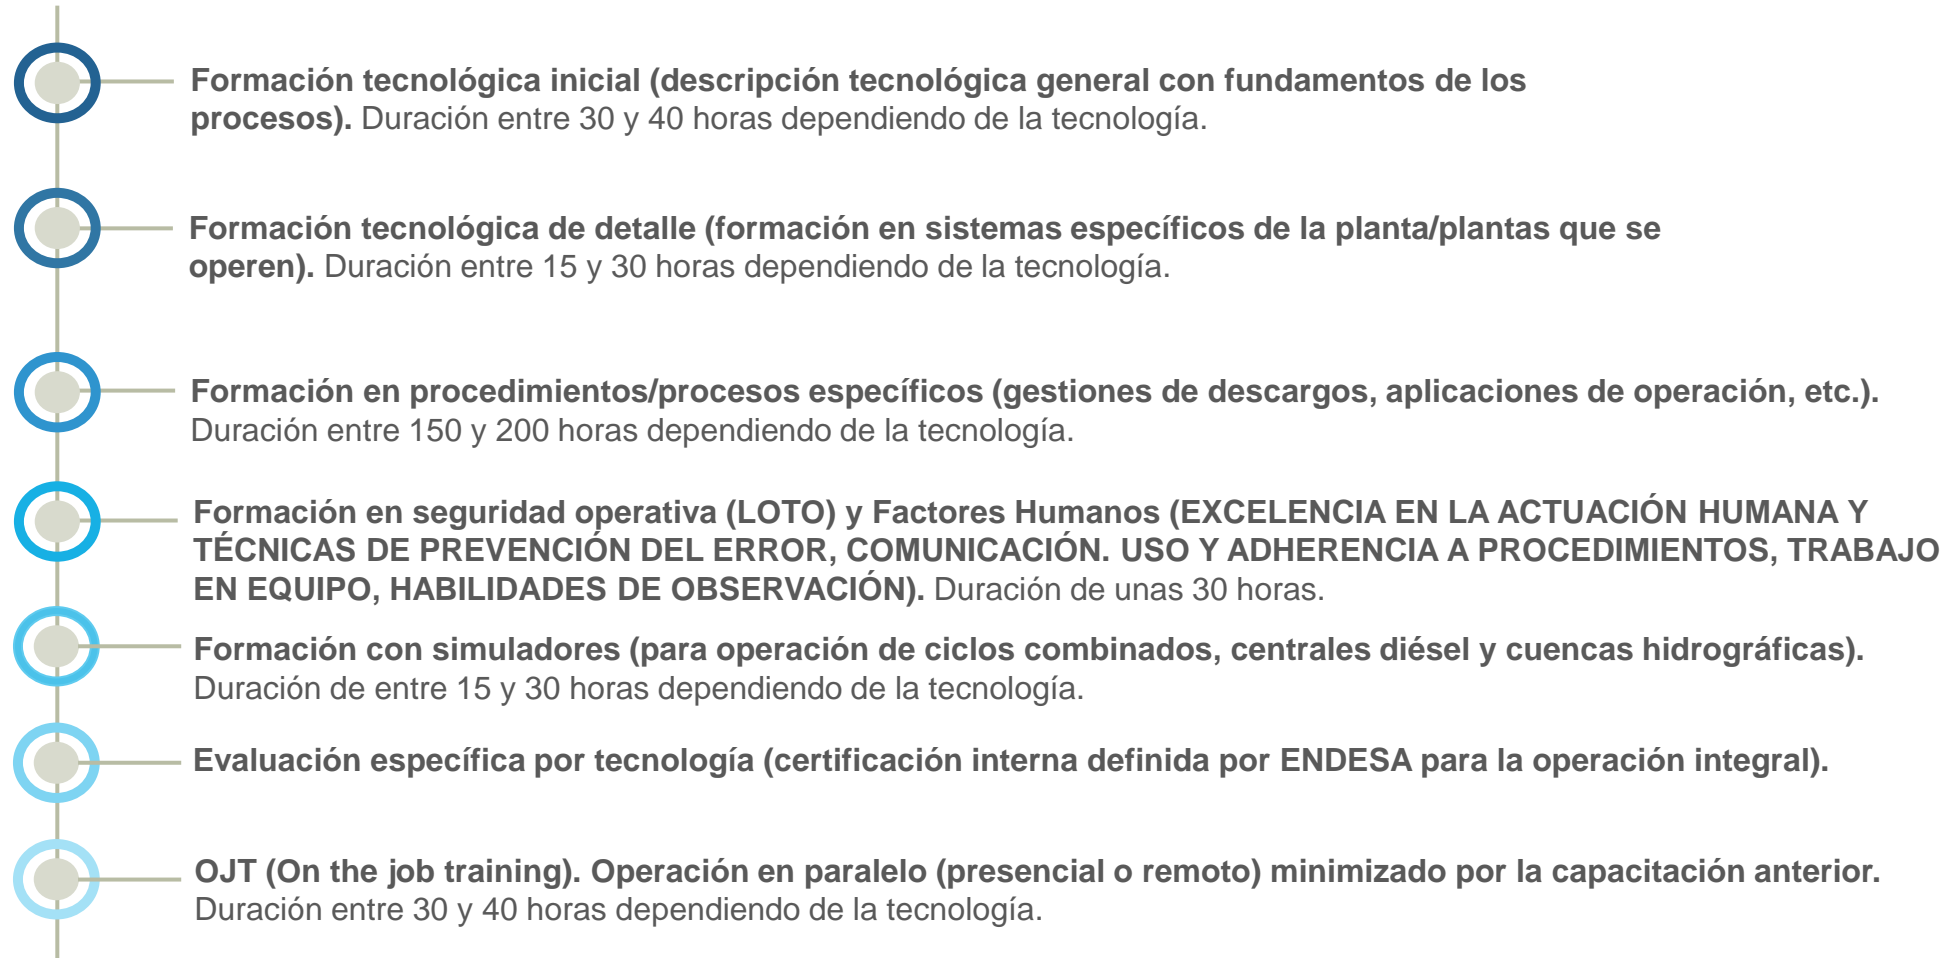 Formación tecnológica inicial (descripción tecnológica general con fundamentos de los
procesos). Duración entre 30 y 40 horas dependiendo de la tecnología.
Formación tecnológica de detalle (formación en sistemas específicos de la planta/plantas que se
operen). Duración entre 15 y 30 horas dependiendo de la tecnología.
Formación en procedimientos/procesos específicos (gestiones de descargos, aplicaciones de operación, etc.).
Duración entre 150 y 200 horas dependiendo de la tecnología.
Formación en seguridad operativa (LOTO) y Factores Humanos (EXCELENCIA EN LA ACTUACIÓN HUMANA Y
TÉCNICAS DE PREVENCIÓN DEL ERROR, COMUNICACIÓN. USO Y ADHERENCIA A PROCEDIMIENTOS, TRABAJO
EN EQUIPO, HABILIDADES DE OBSERVACIÓN). Duración de unas 30 horas.
Formación con simuladores (para operación de ciclos combinados, centrales diésel y cuencas hidrográficas).
Duración de entre 15 y 30 horas dependiendo de la tecnología.
Evaluación específica por tecnología (certificación interna definida por ENDESA para la operación integral).
OJT (On the job training). Operación en paralelo (presencial o remoto) minimizado por la capacitación anterior.
Duración entre 30 y 40 horas dependiendo de la tecnología.